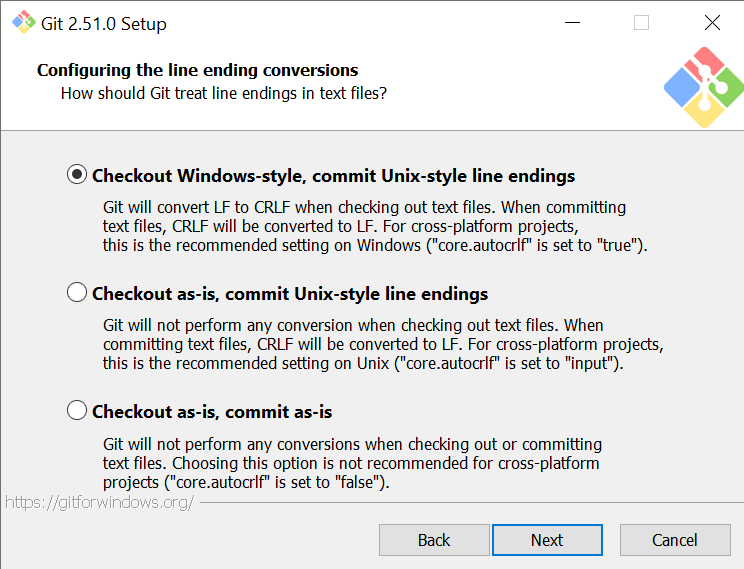 Git 2.51.0 Setup
Configuring the line ending conversions
How should Git treat line endings in text files?
Checkout Windows-style, commit Unix-style line endings
Git will convert LF to CRLF when checking out text files. When committing
text files, CRLF will be converted to LF. For cross-platform projects,
this is the recommended setting on Windows ("core.autocrlf" is set to "true").
Checkout as-is, commit Unix-style line endings
Git will not perform any conversion when checking out text files. When
committing text files, CRLF will be converted to LF. For cross-platform projects,
this is the recommended setting on Unix ("core.autocrlf" is set to "input").
Checkout as-is, commit as-is
Git will not perform any conversions when checking out or committing
text files. Choosing this option is not recommended for cross-platform
projects ("core.autocrlf" is set to "false").
https://gitforwindows.org/
Back Next Cancel